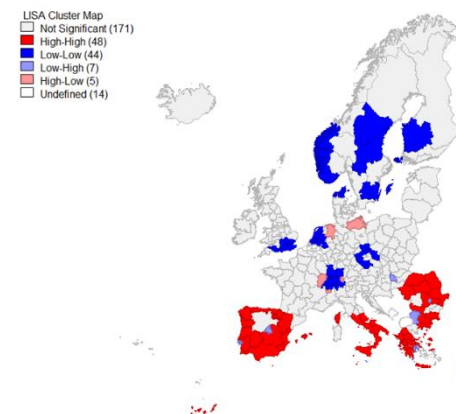 LISA Cluster Map
Not Significant (171)
High-High (48)
Low-Low (44)
Low-High (7)
High-Low (5)
Undefined (14)